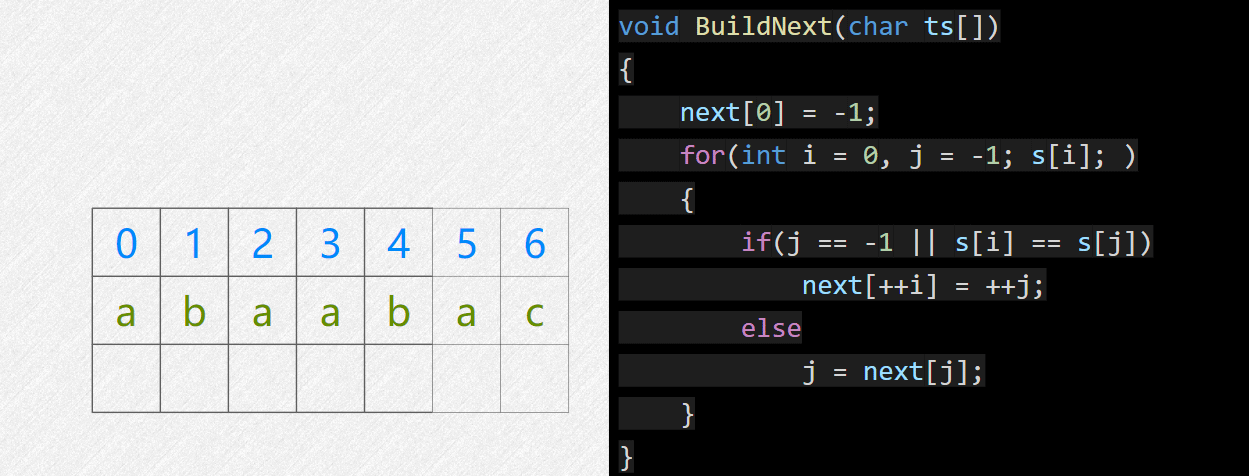 0 1 2 3 4 5 6
a b a a b a c
void BuildNext(char ts[])
{
next[0] = -1;
for(int i = 0, j = -1; s[i]; )
{
if(j == -1 || s[i] == s[j])
next[++i] = ++j;
else
j = next[j];
}
}